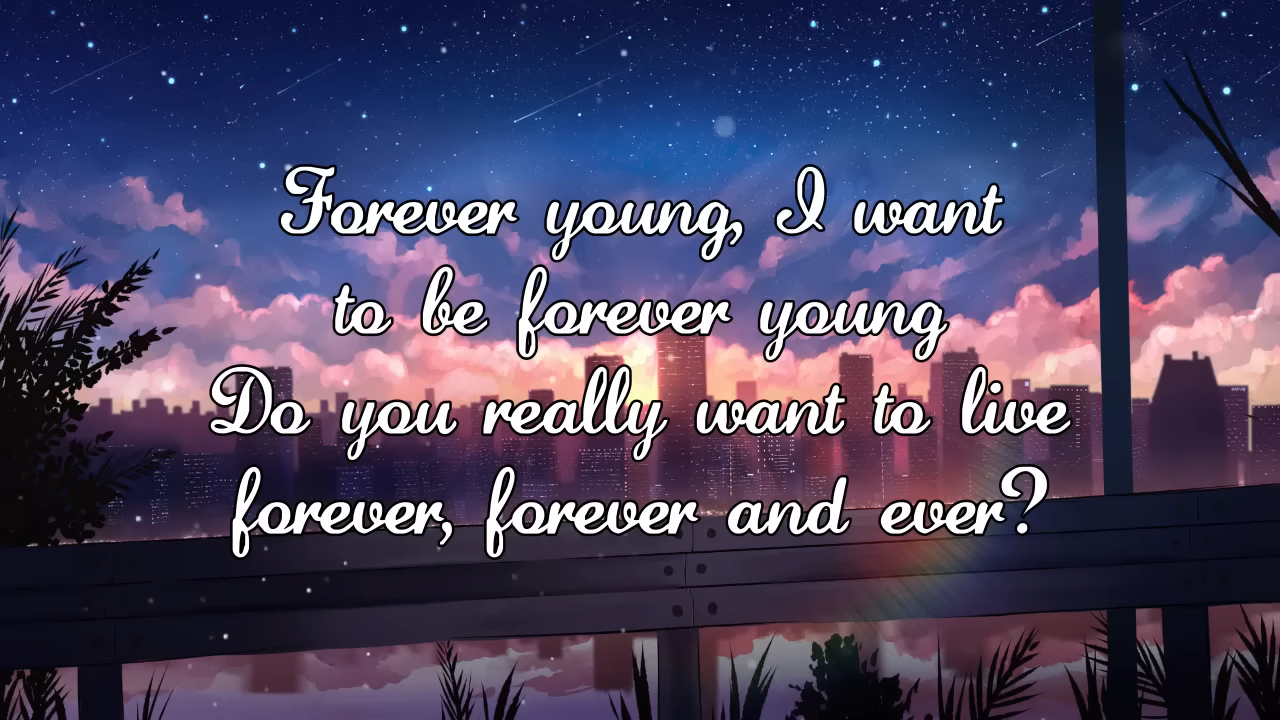 Forever young, I want
to be forever young
Do you really want to live
forever, forever and ever?